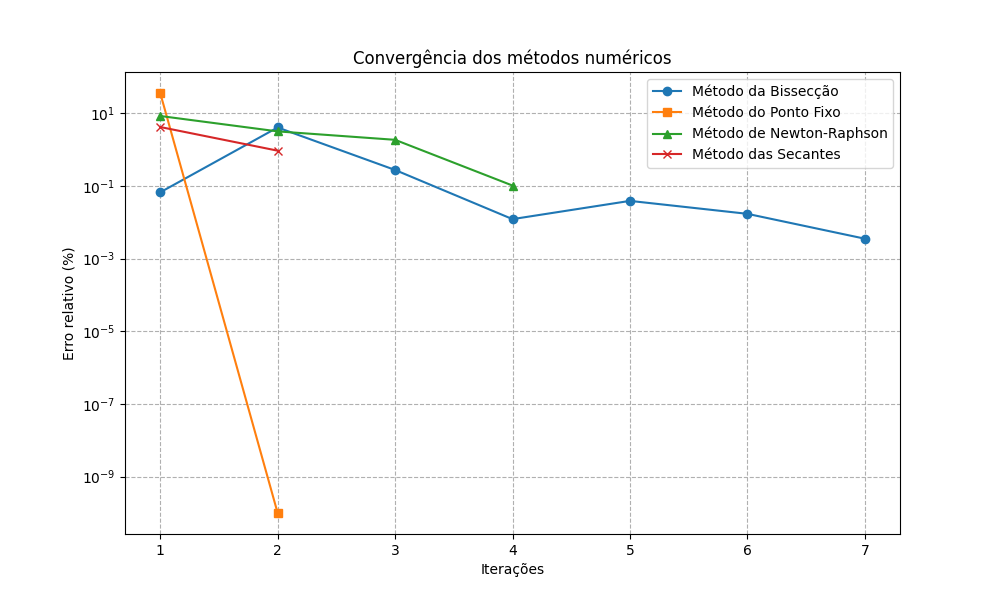 Convergência dos métodos numéricos
Erro relativo (%)
10¹
10⁻¹
10⁻³
10⁻⁵
10⁻⁷
10⁻⁹
Método da Bissecção
Método do Ponto Fixo
Método de Newton-Raphson
Método das Secantes
1 2 3 4 5 6 7
Iterações